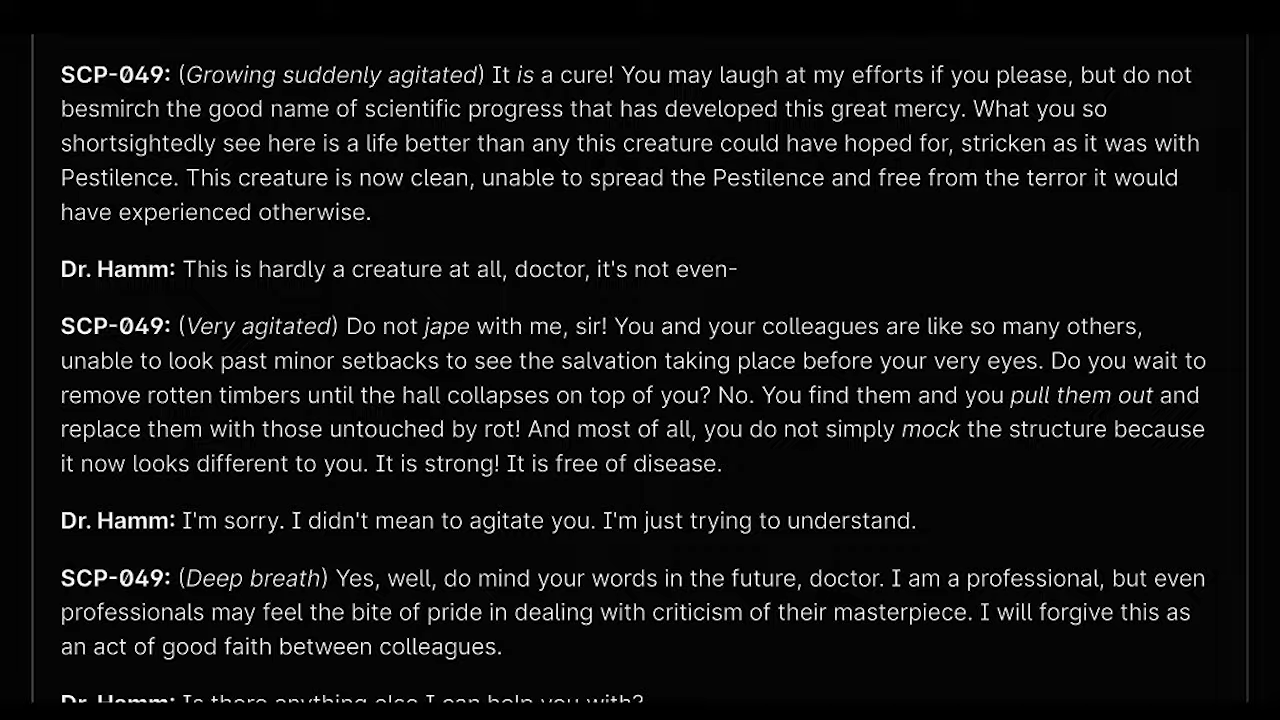 SCP-049: (Growing suddenly agitated) It is a cure! You may laugh at my efforts if you please, but do not
besmirch the good name of scientific progress that has developed this great mercy. What you so
shortsightedly see here is a life better than any this creature could have hoped for, stricken as it was with
Pestilence. This creature is now clean, unable to spread the Pestilence and free from the terror it would
have experienced otherwise.
Dr. Hamm: This is hardly a creature at all, doctor, it's not even-
SCP-049: (Very agitated) Do not jape with me, sir! You and your colleagues are like so many others,
unable to look past minor setbacks to see the salvation taking place before your very eyes. Do you wait to
remove rotten timbers until the hall collapses on top of you? No. You find them and you pull them out and
replace them with those untouched by rot! And most of all, you do not simply mock the structure because
it now looks different to you. It is strong! It is free of disease.
Dr. Hamm: I'm sorry. I didn't mean to agitate you. I'm just trying to understand.
SCP-049: (Deep breath) Yes, well, do mind your words in the future, doctor. I am a professional, but even
professionals may feel the bite of pride in dealing with criticism of their masterpiece. I will forgive this as
an act of good faith between colleagues.
Dr. Hamm: Is there anything else I can help you with?